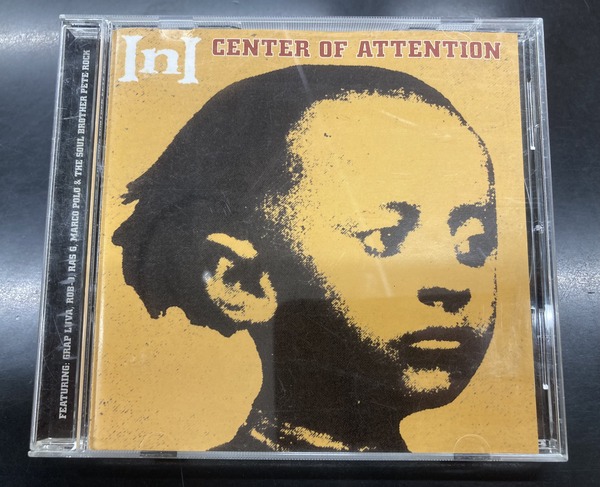 InI CENTER OF ATTENTION
FEATURING: GRAP LUVA, ROB-O, RAS G, MARCO POLO & THE SOUL BROTHER PETE ROCK